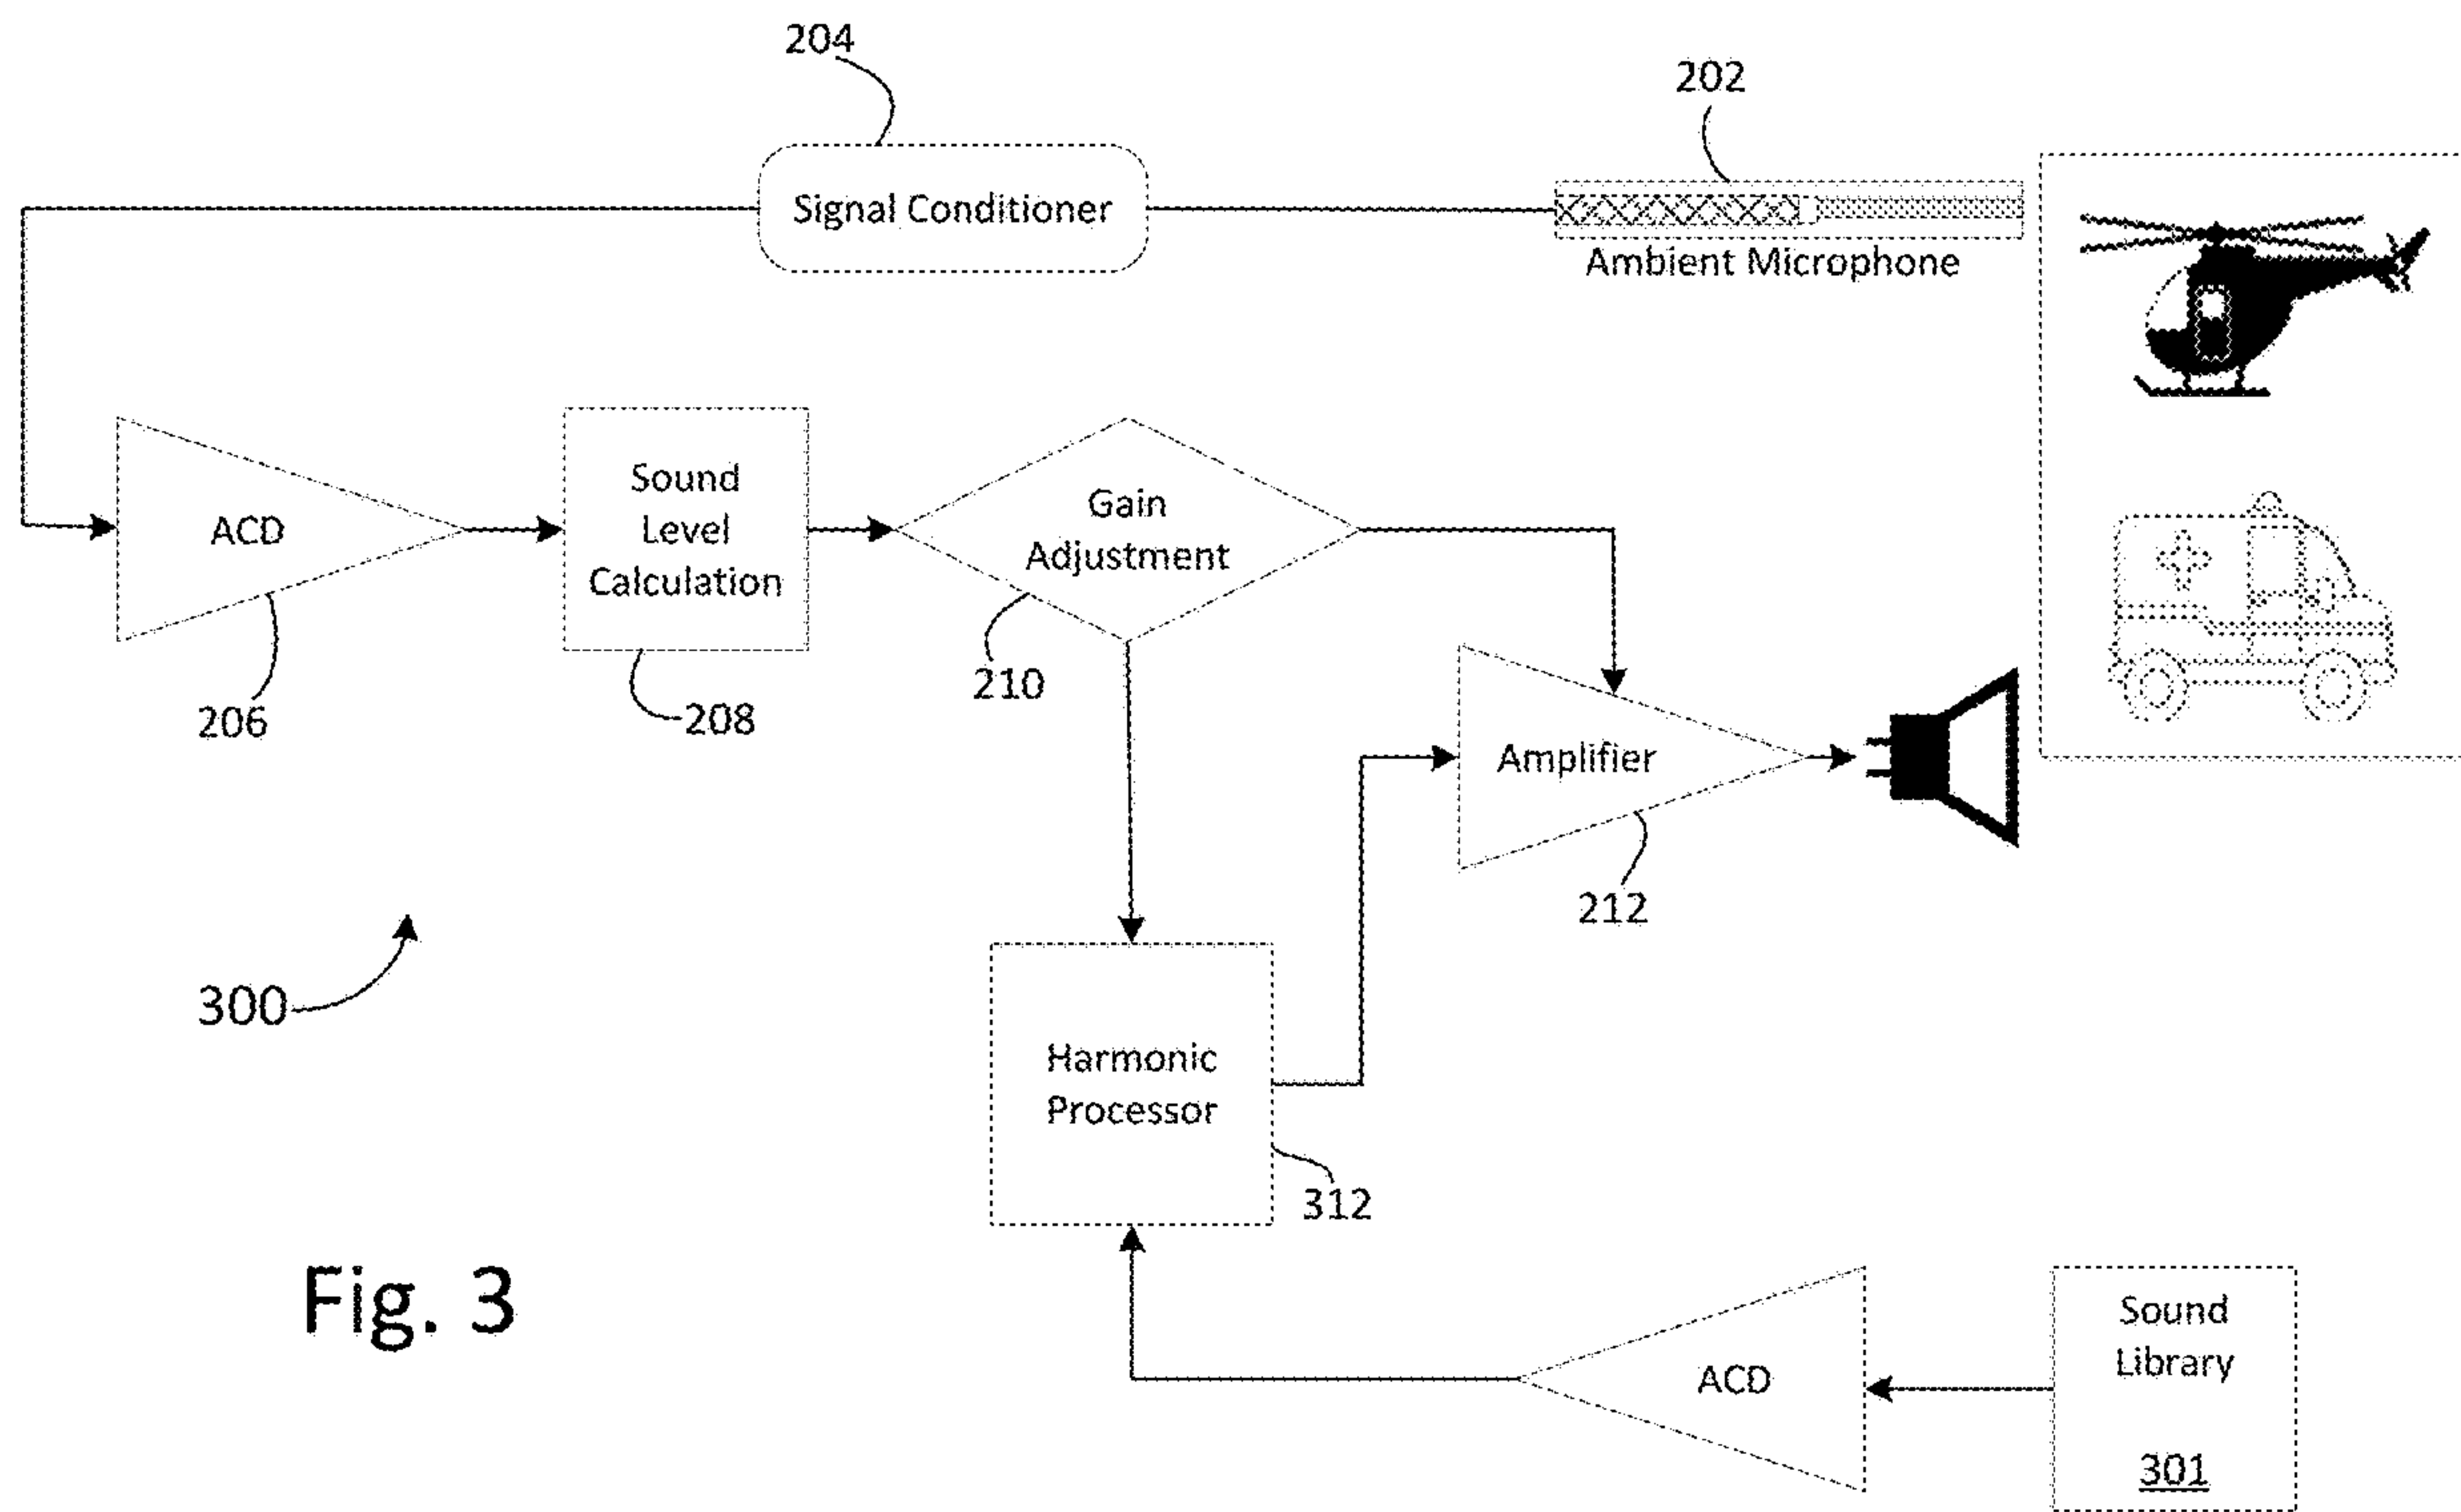 204
202
Signal Conditioner
Ambient Microphone
ACD
Sound
Level
Calculation
Gain
Adjustment
206
208
210
Amplifier
212
300
Harmonic
Processor
312
Fig. 3
ACD
Sound
Library
301